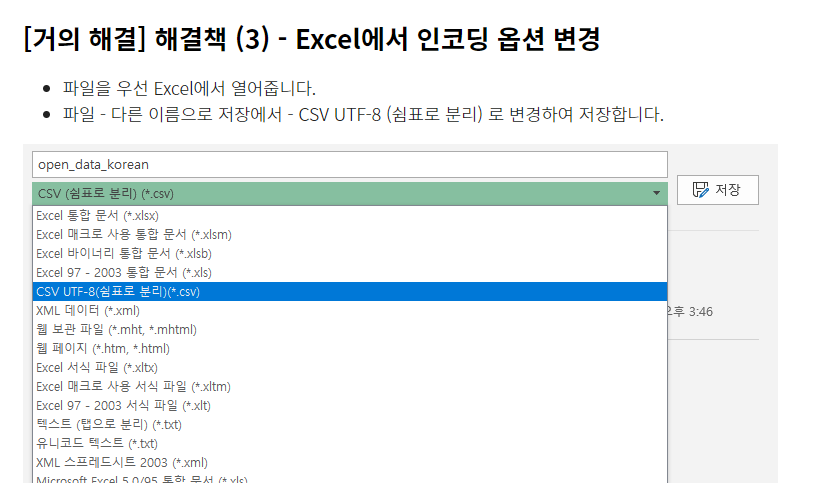 [거의 해결] 해결책 (3) - Excel에서 인코딩 옵션 변경
파일을 우선 Excel에서 열어줍니다.
파일 - 다른 이름으로 저장에서 - CSV UTF-8 (쉼표로 분리) 로 변경하여 저장합니다.
open_data_korean
CSV (쉼표로 분리) (*.csv)
저장
Excel 통합 문서 (*.xlsx)
Excel 매크로 사용 통합 문서 (*.xlsm)
Excel 바이너리 통합 문서 (*.xlsb)
Excel 97 - 2003 통합 문서 (*.xls)
CSV UTF-8(쉼표로 분리)(*.csv)
XML 데이터 (*.xml)
오후 3:46
웹 보관 파일 (*.mht, *.mhtml)
웹 페이지 (*.htm, *.html)
Excel 서식 파일 (*.xltx)
Excel 매크로 사용 서식 파일 (*.xltm)
Excel 97 - 2003 서식 파일 (*.xlt)
텍스트 (탭으로 분리) (*.txt)
유니코드 텍스트 (*.txt)
XML 스프레드시트 2003 (*.xml)
Microsoft Excel 5.0/95 통합 문서 (*.xls)